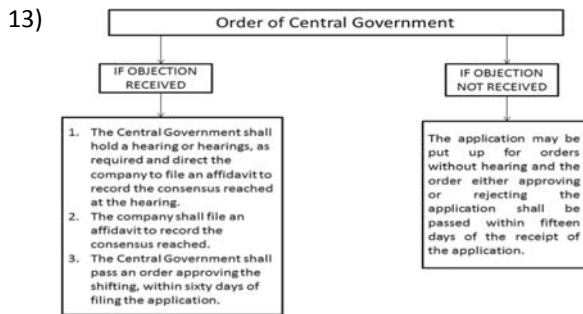 13)
Order of Central Government
IF OBJECTION
RECEIVED
IF OBJECTION
NOT RECEIVED
1. The Central Government shall
hold a hearing or hearings, as
required and direct the
company to file an affidavit to
record the consensus reached
at the hearing.
2. The company shall file an
affidavit to record the
consensus reached.
3. The Central Government shall
pass an order approving the
shifting, within sixty days of
filing the application.
The application may be
put up for orders
without hearing and the
order either approving
or rejecting the
application shall be
passed within fifteen
days of the receipt of
the application.